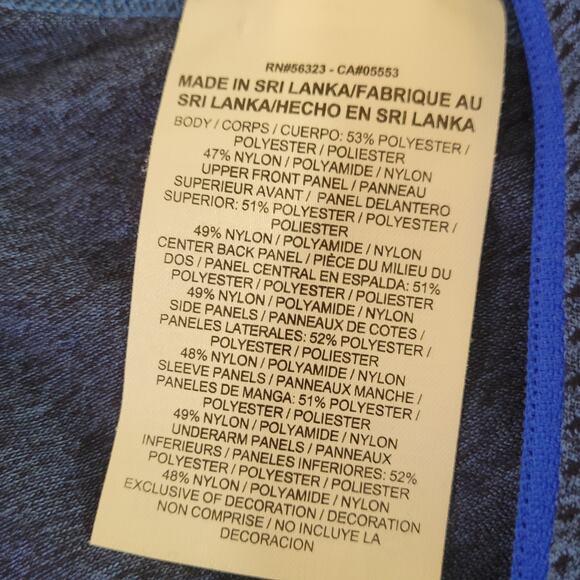 RN#56323 - CA#05553
MADE IN SRI LANKA/FABRIQUE AU
SRI LANKA/HECHO EN SRI LANKA
BODY / CORPS / CUERPO: 53% POLYESTER /
POLYESTER / POLIESTER
47% NYLON / POLYAMIDE / NYLON
UPPER FRONT PANEL / PANNEAU
SUPERIEUR AVANT / PANEL DELANTERO
SUPERIOR: 51% POLYESTER / POLYESTER /
POLIESTER
49% NYLON / POLYAMIDE / NYLON
CENTER BACK PANEL / PIÈCE DU MILIEU DU
DOS / PANEL CENTRAL EN ESPALDA: 51%
POLYESTER / POLYESTER / POLIESTER
49% NYLON / POLYAMIDE / NYLON
SIDE PANELS / PANNEAUX DE COTES /
PANELES LATERALES: 52% POLYESTER /
POLYESTER / POLIESTER
48% NYLON / POLYAMIDE / NYLON
SLEEVE PANELS / PANNEAUX MANCHE /
PANELES DE MANGA: 51% POLYESTER /
POLYESTER / POLIESTER
49% NYLON / POLYAMIDE / NYLON
UNDERARM PANELS / PANNEAUX
INFERIEURS / PANELES INFERIORES: 52%
POLYESTER / POLYESTER / POLIESTER
48% NYLON / POLYAMIDE / NYLON
EXCLUSIVE OF DECORATION / DECORATION
NON COMPRISE / NO INCLUYE LA
DECORACIÓN